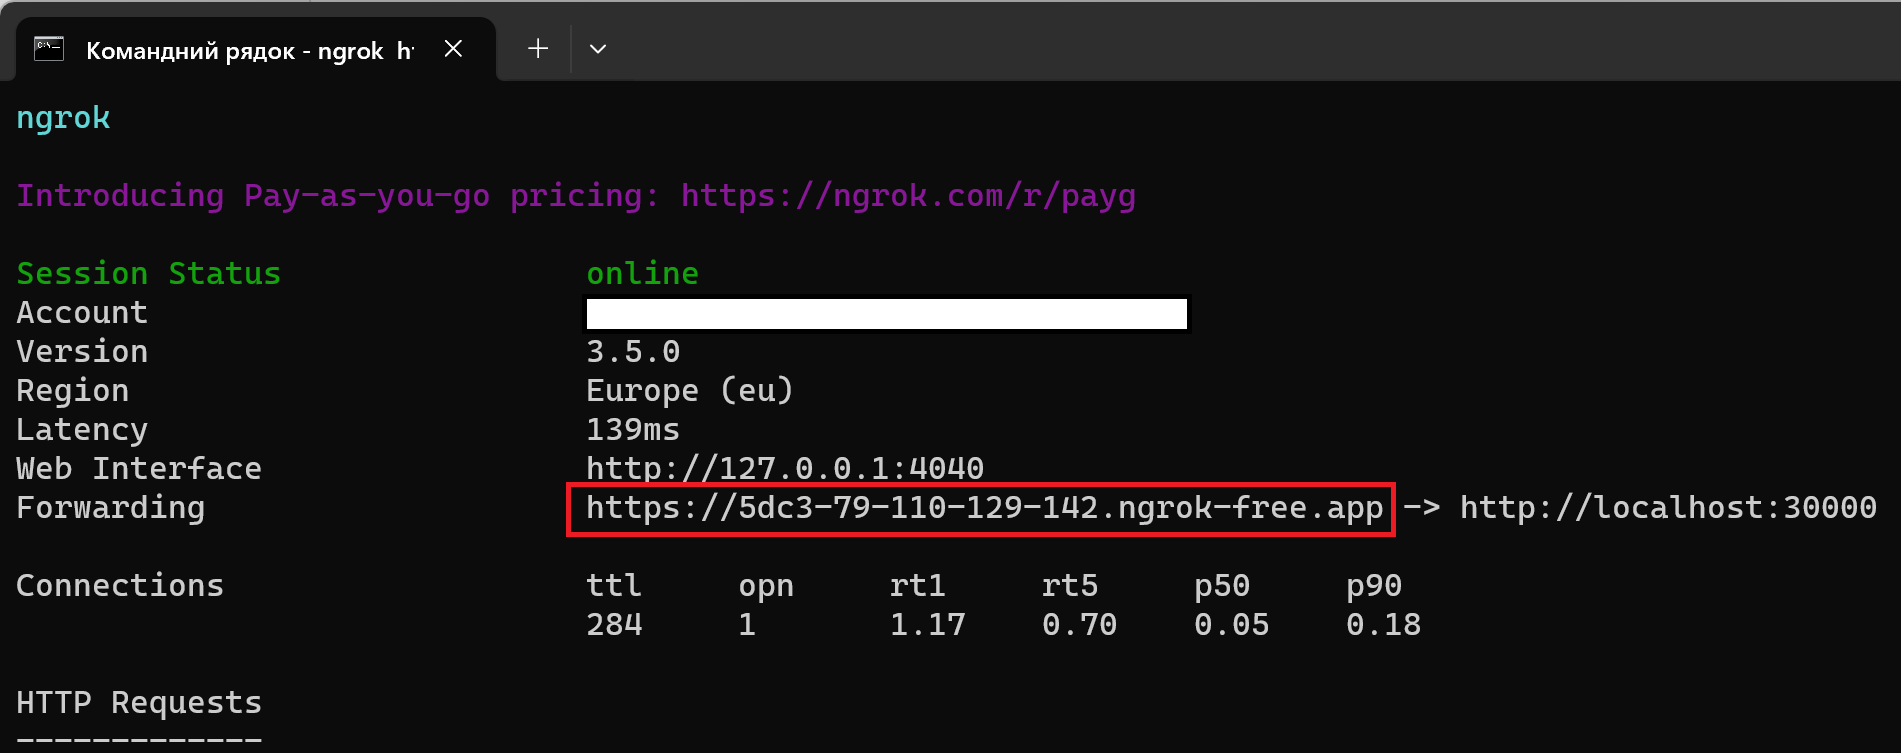 Командний рядок - ngrok
ngrok
Introducing Pay-as-you-go pricing: https://ngrok.com/r/payg
Session Status online
Account
Version 3.5.0
Region Europe (eu)
Latency 139ms
Web Interface http://127.0.0.1:4040
Forwarding https://5dc3-79-110-129-142.ngrok-free.app -> http://localhost:30000
Connections ttl opn rt1 rt5 p50 p90
284 1 1.17 0.70 0.05 0.18
HTTP Requests
-------------